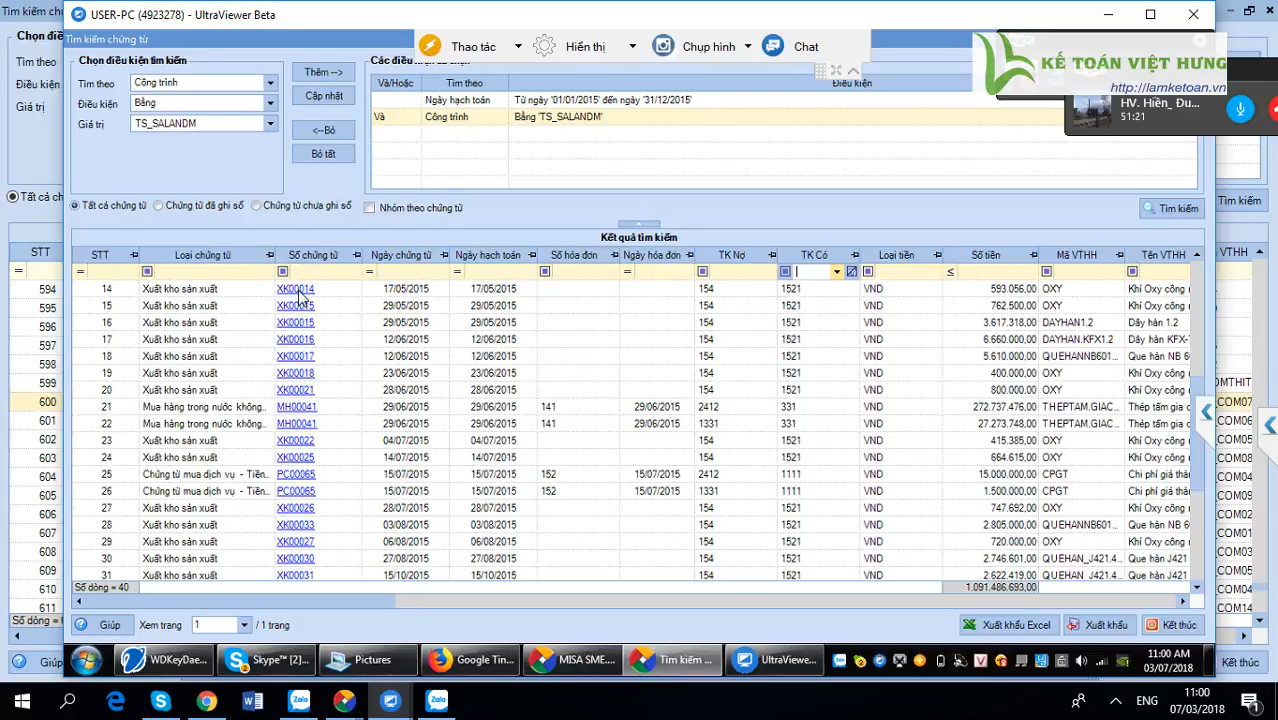 USER-PC (4923278) - UltraViewer Beta
Tìm kiếm chứng từ
Thao tác
Hiển thị
Chụp hình
Chat
KẾ TOÁN VIỆT HƯNG
http://lamketoan.vn
HV. Hiền_ Đu...
51:21
Chọn điều kiện tìm kiếm
Tìm theo
Công trình
Điều kiện
Bằng
Giá trị
TS_SALANDM
Thêm -->
Cập nhật
<--Bỏ
Bỏ tất
Và/Hoặc Tìm theo Điều kiện
Ngày hạch toán Từ ngày '01/01/2015' đến ngày '31/12/2015'
Và Công trình Bằng 'TS_SALANDM'
Tất cả chứng từ Chứng từ đã ghi sổ Chứng từ chưa ghi sổ Nhóm theo chứng từ
Tìm kiếm
Kết quả tìm kiếm
STT Loại chứng từ Số chứng từ Ngày chứng từ Ngày hạch toán Số hóa đơn Ngày hóa đơn TK Nợ TK Có Loại tiền Số tiền Mã VTHH Tên VTHH
14 Xuất kho sản xuất XK00014 17/05/2015 17/05/2015 154 1521 VND 593.056,00 OXY Khí Oxy công n
15 Xuất kho sản xuất XK00015 29/05/2015 29/05/2015 154 1521 VND 762.500,00 OXY Khí Oxy công n
16 Xuất kho sản xuất XK00015 29/05/2015 29/05/2015 154 1521 VND 3.617.318,00 DAYHAN1.2 Dây hàn 1.2
17 Xuất kho sản xuất XK00016 12/06/2015 12/06/2015 154 1521 VND 6.660.000,00 DAYHAN.KFX1.2 Dây hàn KFX-7
18 Xuất kho sản xuất XK00017 12/06/2015 12/06/2015 154 1521 VND 5.610.000,00 QUEHANNB601... Que hàn NB 60
19 Xuất kho sản xuất XK00018 23/06/2015 23/06/2015 154 1521 VND 400.000,00 OXY Khí Oxy công n
20 Xuất kho sản xuất XK00021 28/06/2015 28/06/2015 154 1521 VND 800.000,00 OXY Khí Oxy công n
21 Mua hàng trong nước không.. MH00041 29/06/2015 29/06/2015 141 29/06/2015 2412 331 VND 272.737.476,00 THEPTAM.GIAC... Thép tấm gia c
22 Mua hàng trong nước không.. MH00041 29/06/2015 29/06/2015 141 29/06/2015 1331 331 VND 27.273.748,00 THEPTAM.GIAC... Thép tấm gia c
23 Xuất kho sản xuất XK00022 04/07/2015 04/07/2015 154 1521 VND 415.385,00 OXY Khí Oxy công n
24 Xuất kho sản xuất XK00025 14/07/2015 14/07/2015 154 1521 VND 664.615,00 OXY Khí Oxy công n
25 Chứng từ mua dịch vụ - Tiền.. PC00065 15/07/2015 15/07/2015 152 15/07/2015 2412 1111 VND 15.000.000,00 CPGT Chi phí giá thàn
26 Chứng từ mua dịch vụ - Tiền.. PC00065 15/07/2015 15/07/2015 152 15/07/2015 1331 1111 VND 1.500.000,00 CPGT Chi phí giá thàn
27 Xuất kho sản xuất XK00026 28/07/2015 28/07/2015 154 1521 VND 747.692,00 OXY Khí Oxy công n
28 Xuất kho sản xuất XK00033 03/08/2015 03/08/2015 154 1521 VND 2.805.000,00 QUEHANNB601... Que hàn NB 60
29 Xuất kho sản xuất XK00027 06/08/2015 06/08/2015 154 1521 VND 720.000,00 OXY Khí Oxy công n
30 Xuất kho sản xuất XK00030 27/08/2015 27/08/2015 154 1521 VND 2.746.601,00 QUEHAN_J421.4 Que hàn J421
31 Xuất kho sản xuất XK00031 15/10/2015 15/10/2015 154 1521 VND 2.622.419,00 QUEHAN_J421.4 Que hàn J421
Số dòng = 40 1.091.486.693,00
Giúp Xem trang 1 / 1 trang Xuất khẩu Excel Xuất khẩu Kết thúc
WDKeyDae... Skype™ [2]... Pictures Google Tin... MISA SME... Tìm kiếm ... UltraViewe...
11:00 AM
03/07/2018
STT
594
595
596
597
598
599
600
601
602
603
604
605
606
607
608
609
610
611
Kết thúc
ENG
11:00
07/03/2018